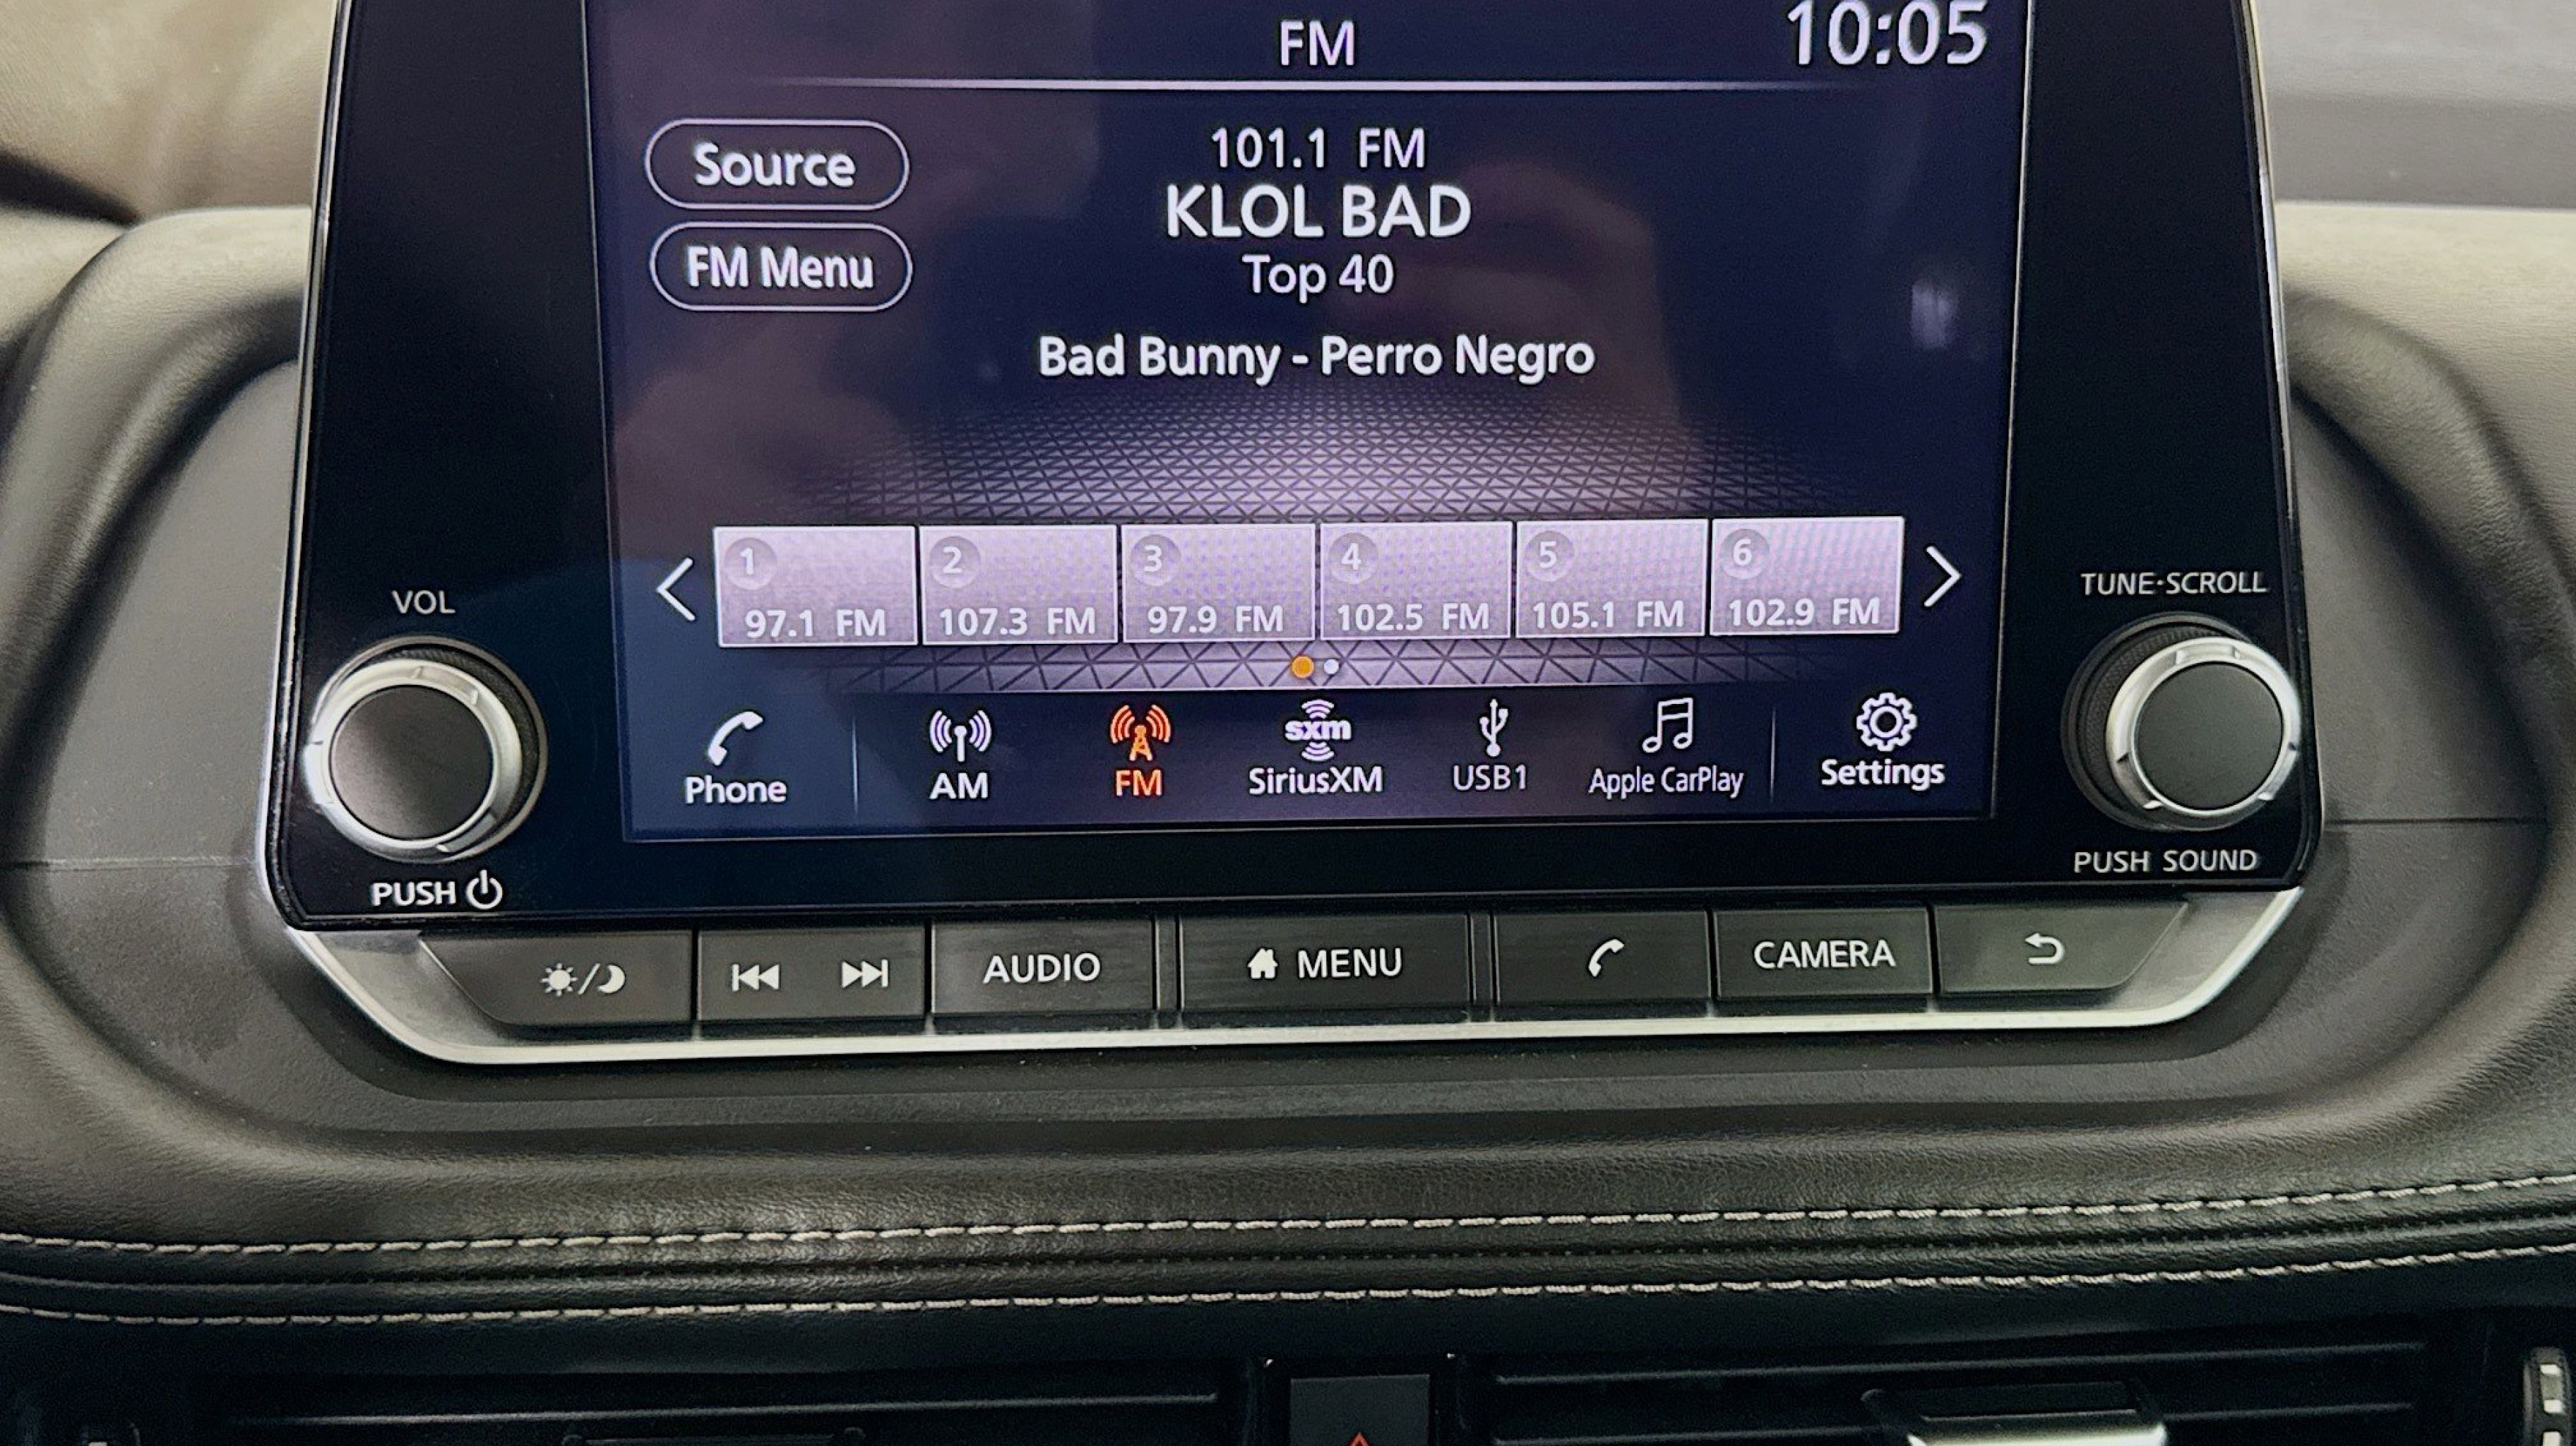 FM
10:05
Source
101.1 FM
KLOL BAD
FM Menu
Top 40
Bad Bunny - Perro Negro
1
2
3
4
5
6
97.1 FM
107.3 FM
97.9 FM
102.5 FM
105.1 FM
102.9 FM
VOL
TUNE·SCROLL
Phone
AM
FM
sxm
SiriusXM
USB1
Apple CarPlay
Settings
PUSH
PUSH SOUND
AUDIO
MENU
CAMERA